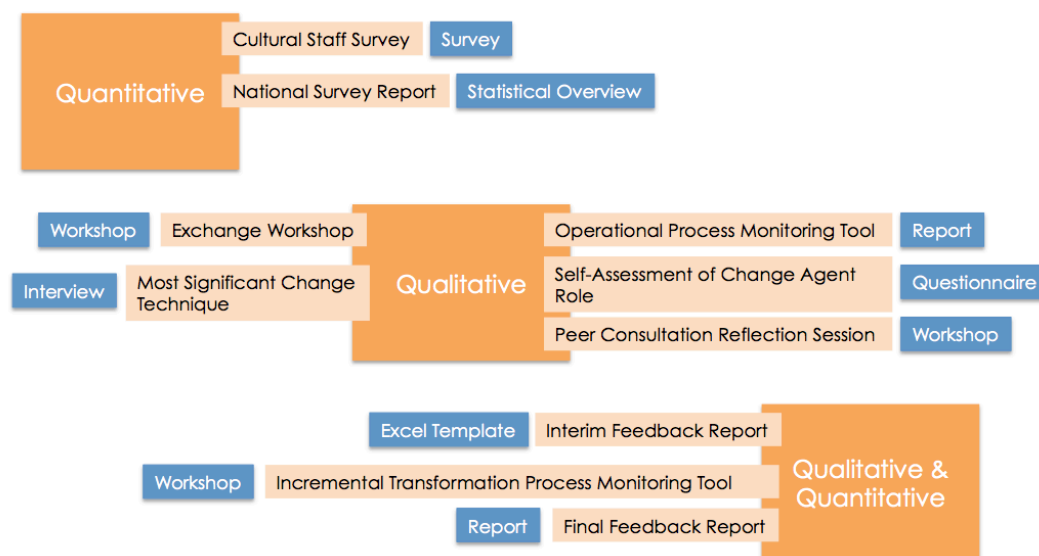 Cultural Staff Survey Survey
Quantitative
National Survey Report Statistical Overview
Workshop Exchange Workshop
Interview
Most Significant Change
Technique
Qualitative
Operational Process Monitoring Tool Report
Self-Assessment of Change Agent
Role
Questionnaire
Peer Consultation Reflection Session Workshop
Excel Template Interim Feedback Report
Workshop Incremental Transformation Process Monitoring Tool
Report Final Feedback Report
Qualitative &
Quantitative